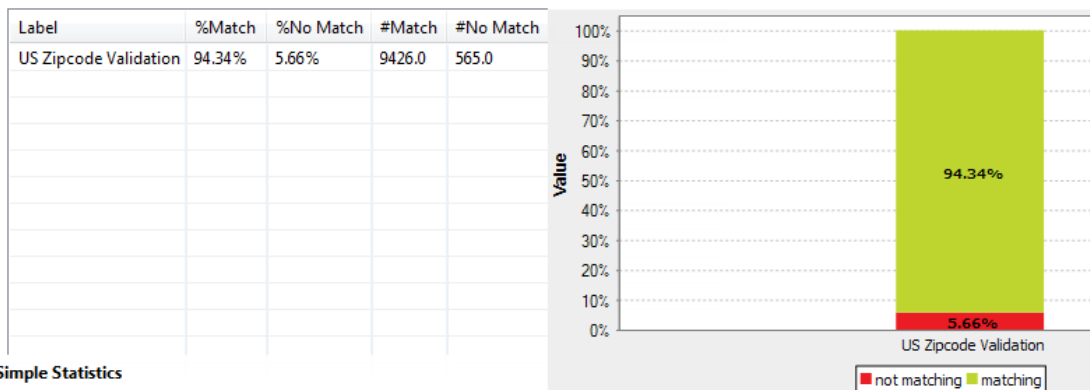 Label %Match %No Match #Match #No Match
US Zipcode Validation 94.34% 5.66% 9426.0 565.0
Simple Statistics
Value
100%
90%
80%
70%
60%
50%
40%
30%
20%
10%
0%
94.34%
5.66%
US Zipcode Validation
not matching matching